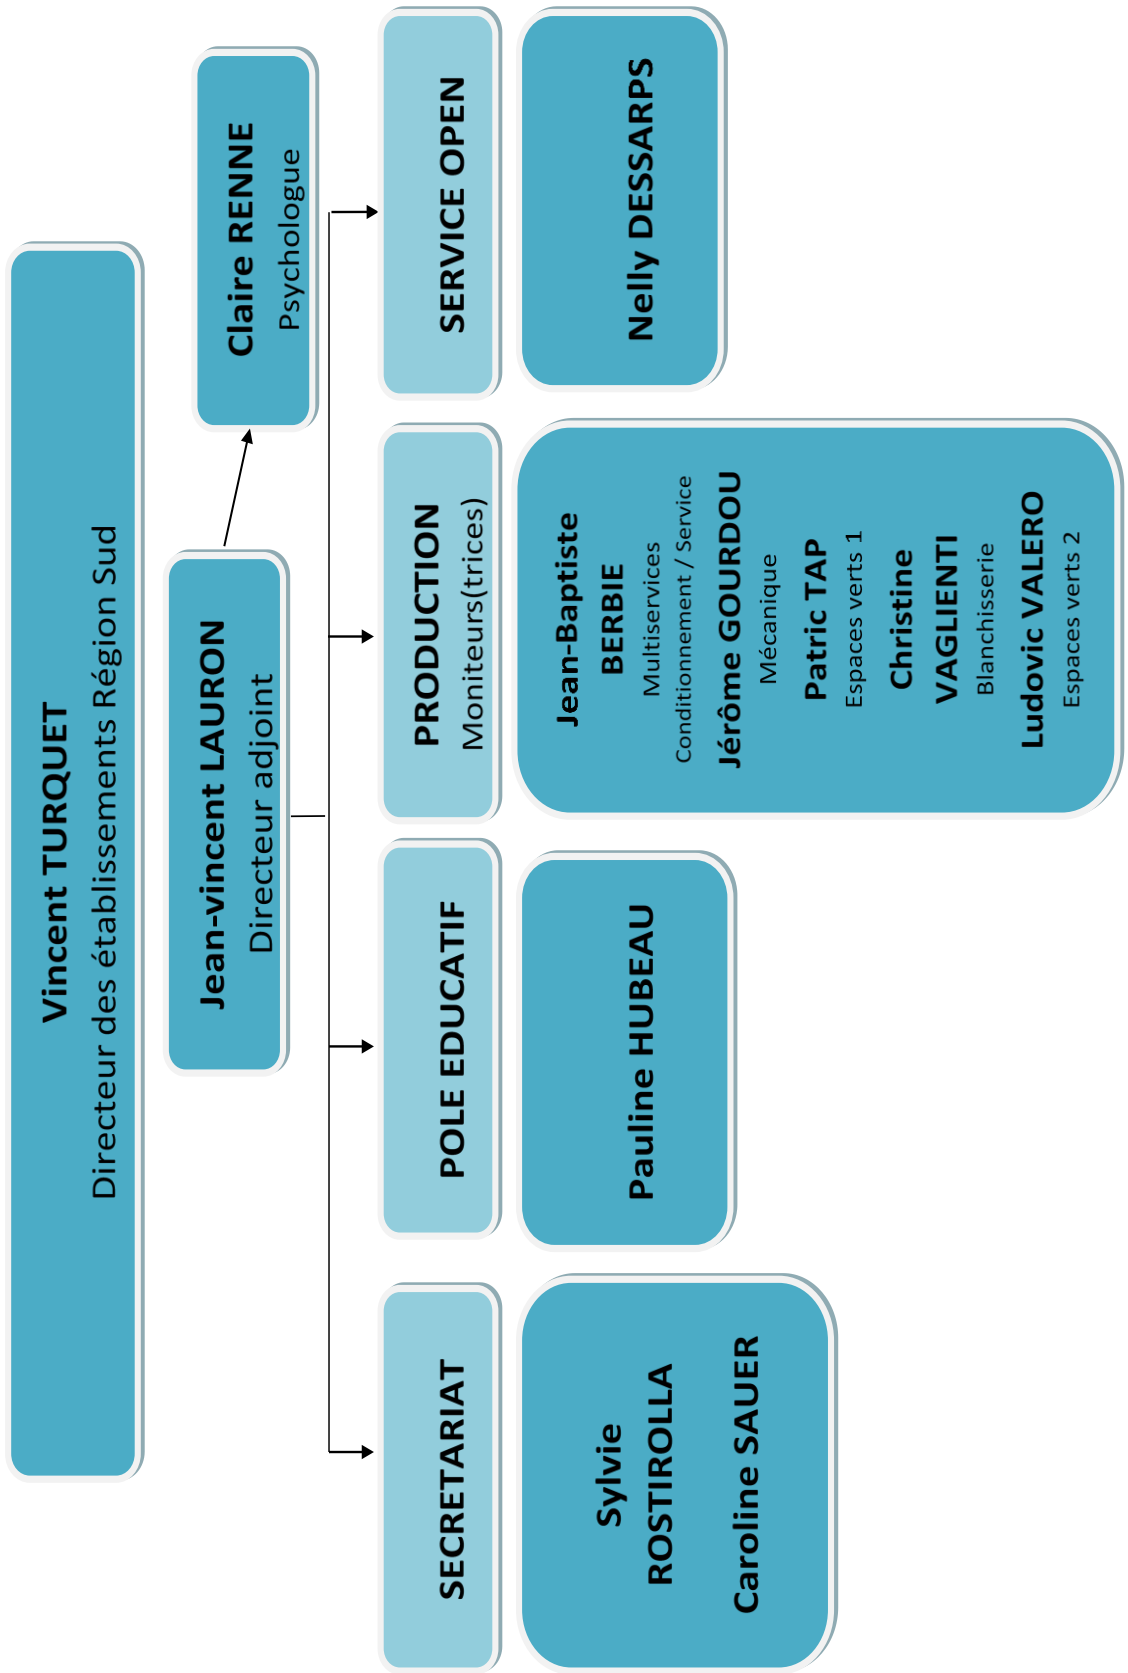 Vincent TURQUET
Directeur des établissements Région Sud
Jean-vincent LAURON
Directeur adjoint
Claire RENNE
Psychologue
SECRETARIAT
Sylvie
ROSTIROLLA
Caroline SAUER
POLE EDUCATIF
Pauline HUBEAU
PRODUCTION
Moniteurs(trices)
Jean-Baptiste
BERBIE
Multiservices
Conditionnement / Service
Jérôme GOURDOU
Mécanique
Patric TAP
Espaces verts 1
Christine
VAGLIENTI
Blanchisserie
Ludovic VALERO
Espaces verts 2
SERVICE OPEN
Nelly DESSARPS